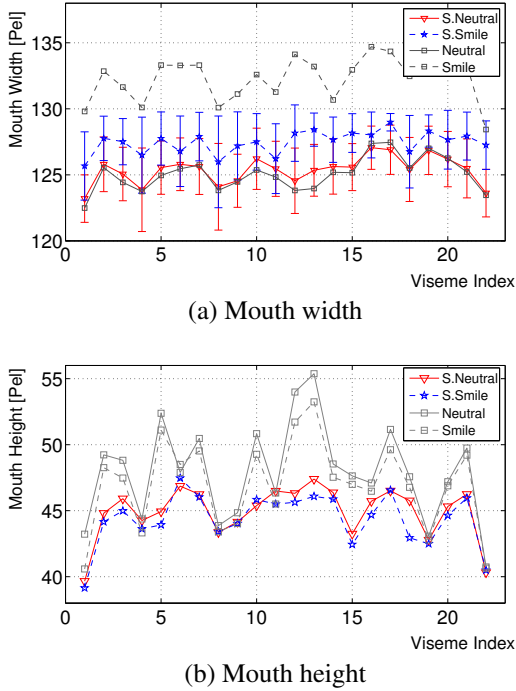 Mouth Width [Pel]
135
130
125
120
0 5 10 15 20
Viseme Index
S.Neutral
S.Smile
Neutral
Smile
(a) Mouth width
Mouth Height [Pel]
55
50
45
40
0 5 10 15 20
Viseme Index
S.Neutral
S.Smile
Neutral
Smile
(b) Mouth height